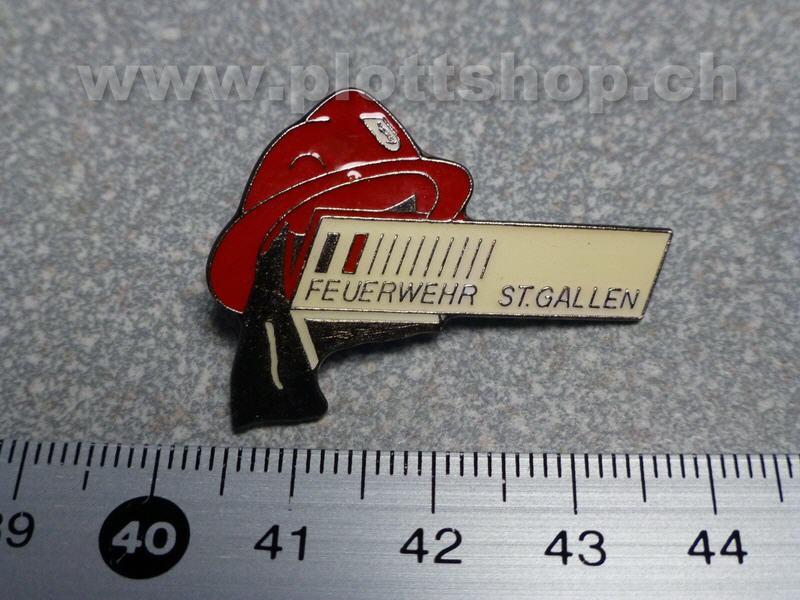 www.plottshop.ch
FEUERWEHR ST.GALLEN
39 40 41 42 43 44